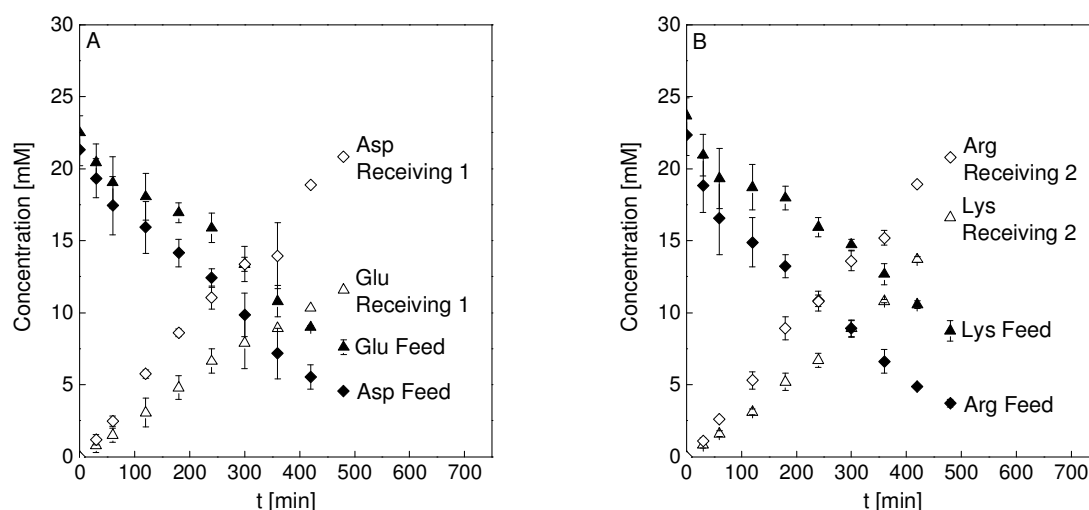 A
30
25
20
15
10
5
0
Concentration [mM]
0 100 200 300 400 500 600 700
t [min]
Asp
Receiving 1
Glu
Receiving 1
Glu Feed
Asp Feed
B
30
25
20
15
10
5
0
Concentration [mM]
0 100 200 300 400 500 600 700
t [min]
Arg
Receiving 2
Lys
Receiving 2
Lys Feed
Arg Feed